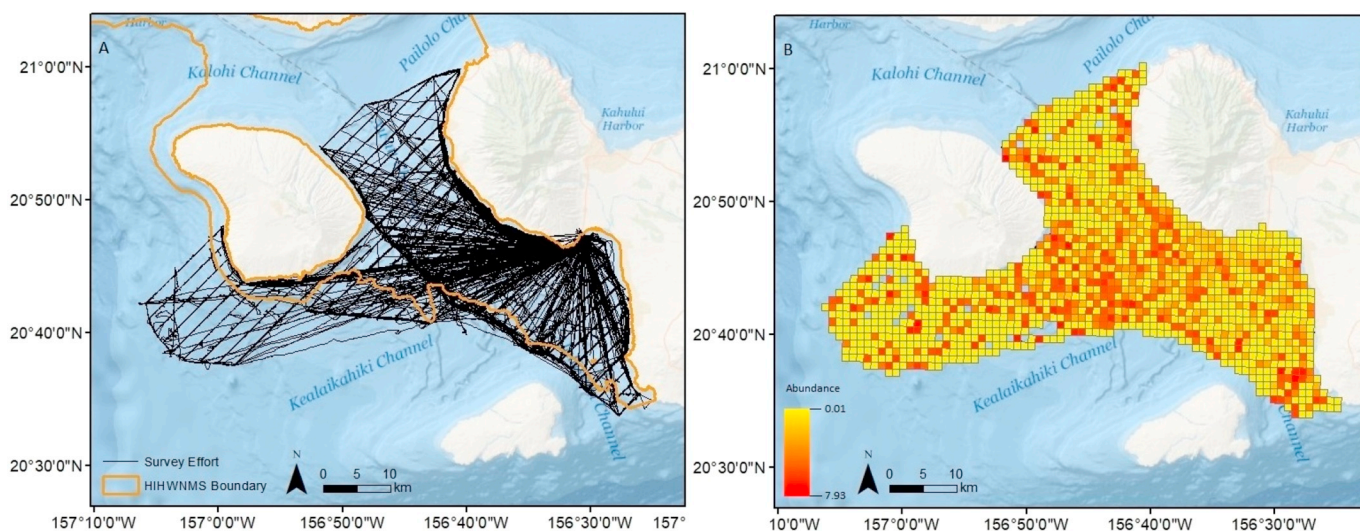 A
Harbor
Pailolo Cha
Kalohi Channel
Kahului
Harbor
21°0'0"N
20°50'0"N
20°40'0"N
20°30'0"N
Kealaikahiki Channel
Channel
Survey Effort
HIHWNMS Boundary
N
0 5 10
km
157°10'0"W 157°0'0"W 156°50'0"W 156°40'0"W 156°30'0"W 157°
B
Harbor
Pailolo Cha
Kalohi Channel
Kahului
Harbor
21°0'0"N
20°50'0"N
20°40'0"N
20°30'0"N
Kealaikahiki Channel
Channel
Abundance
0.01
7.93
N
0 5 10
km
10'0"W 157°0'0"W 156°50'0"W 156°40'0"W 156°30'0"W